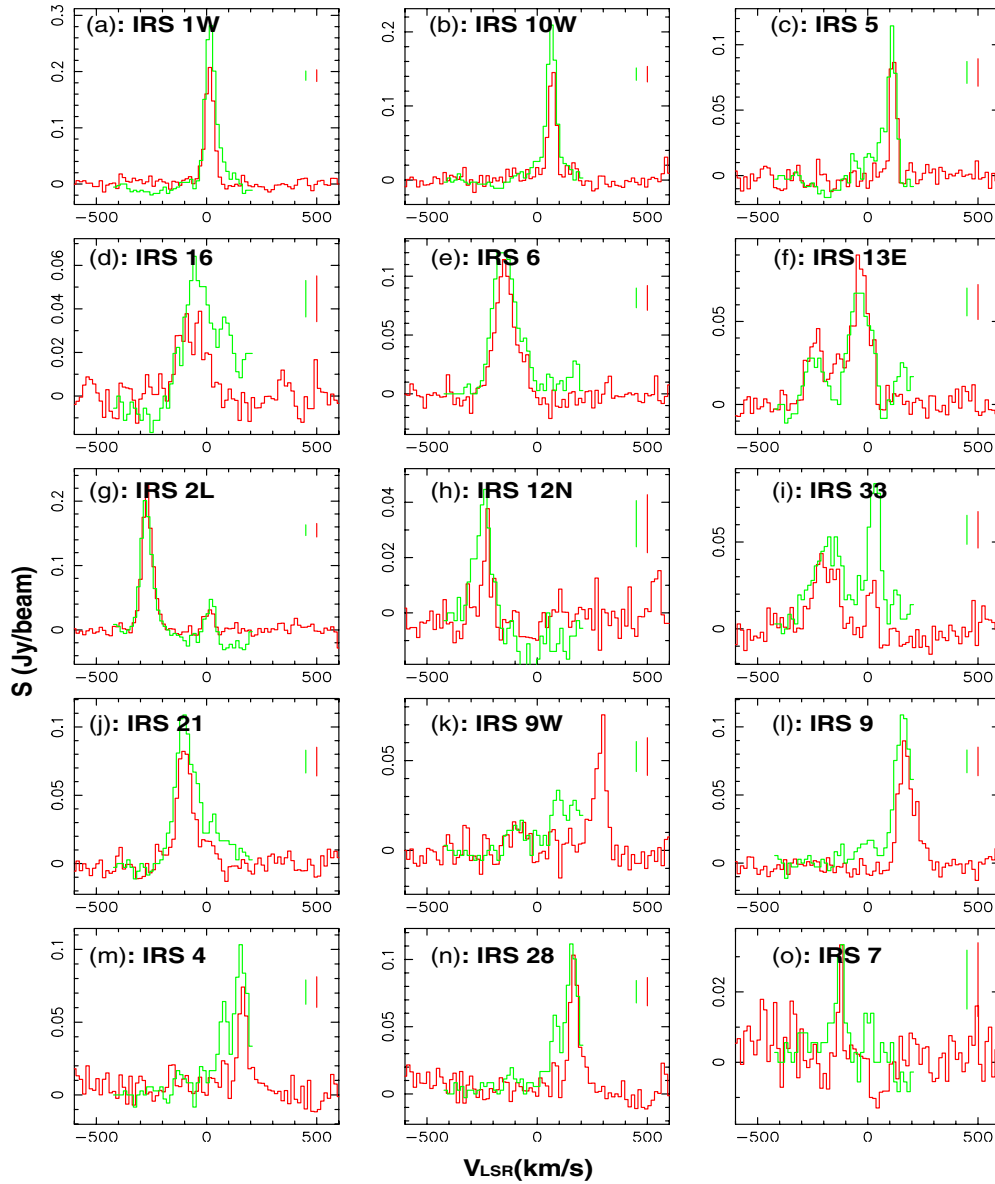 (a): IRS 1W
(b): IRS 10W
(c): IRS 5
0.3
0.2
0.1
0
0.2
0.1
0
0.1
0.05
0
−500 0 500
−500 0 500
−500 0 500
(d): IRS 16
(e): IRS 6
(f): IRS 13E
0.06
0.04
0.02
0
0.1
0.05
0
0.05
0
−500 0 500
−500 0 500
−500 0 500
(g): IRS 2L
(h): IRS 12N
(i): IRS 33
0.2
0.1
0
0.04
0.02
0
0.05
0
−500 0 500
−500 0 500
−500 0 500
S (Jy/beam)
(j): IRS 21
(k): IRS 9W
(l): IRS 9
0.1
0.05
0
0.05
0
0.1
0.05
0
−500 0 500
−500 0 500
−500 0 500
(m): IRS 4
(n): IRS 28
(o): IRS 7
0.1
0.05
0
0.1
0.05
0
0.02
0
−500 0 500
−500 0 500
−500 0 500
VLSR(km/s)